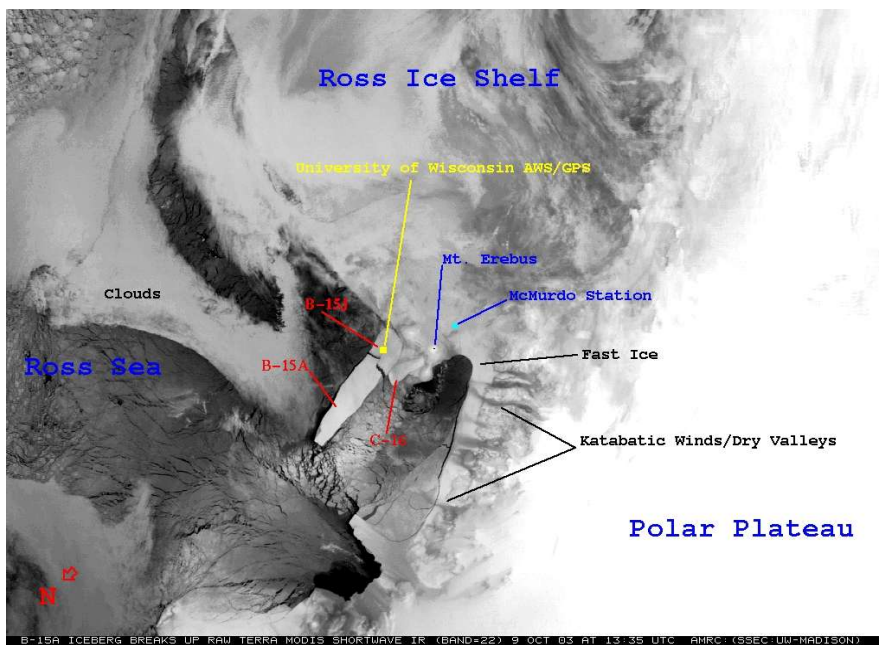 Ross Ice Shelf
University of Wisconsin AWS/GPS
Mt. Erebus
McMurdo Station
Clouds
B-15J
Fast Ice
Ross Sea
B-15A
C-16
Katabatic Winds/Dry Valleys
Polar Plateau
N
B-15A ICEBERG BREAKS UP RAW TERRA MODIS SHORTWAVE IR (BAND=22) 9 OCT 03 AT 13:35 UTC AMRC:(SSEC:UW-MADISON)